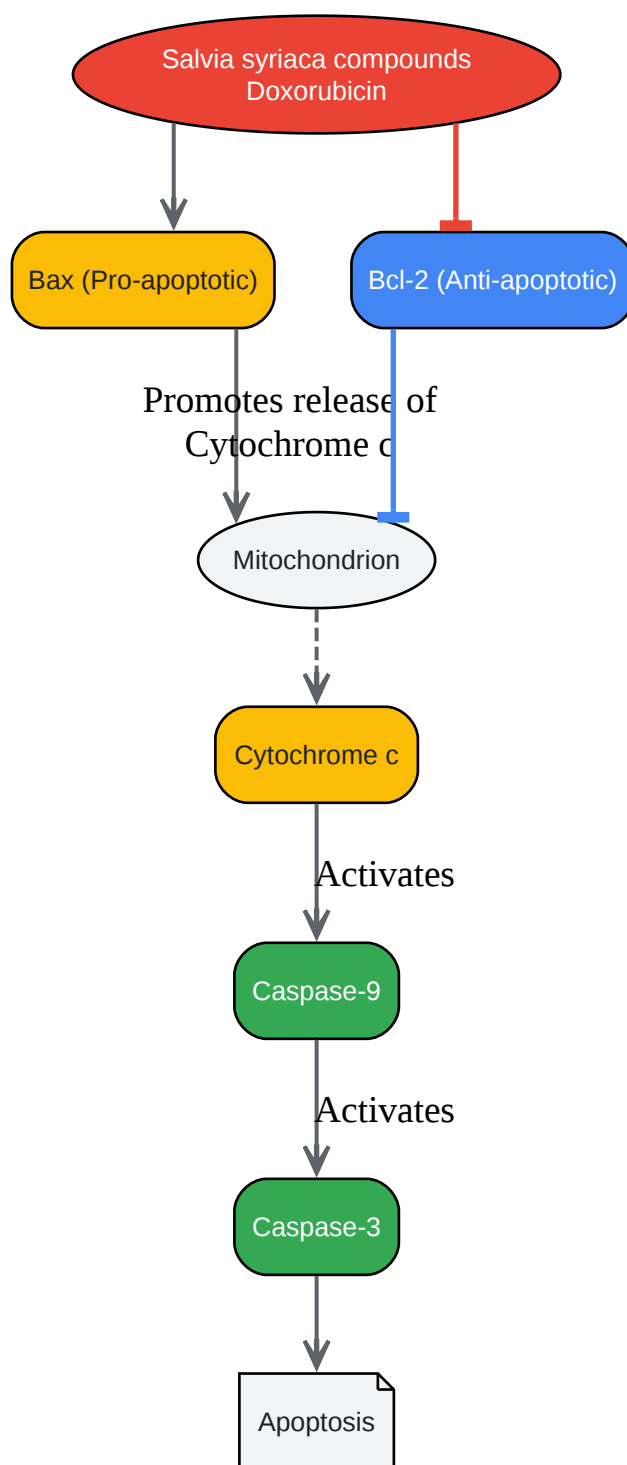 Salvia syriaca compounds
Doxorubicin
Bax (Pro-apoptotic)
Bcl-2 (Anti-apoptotic)
Promotes release of
Cytochrome c
Mitochondrion
Cytochrome c
Activates
Caspase-9
Activates
Caspase-3
Apoptosis